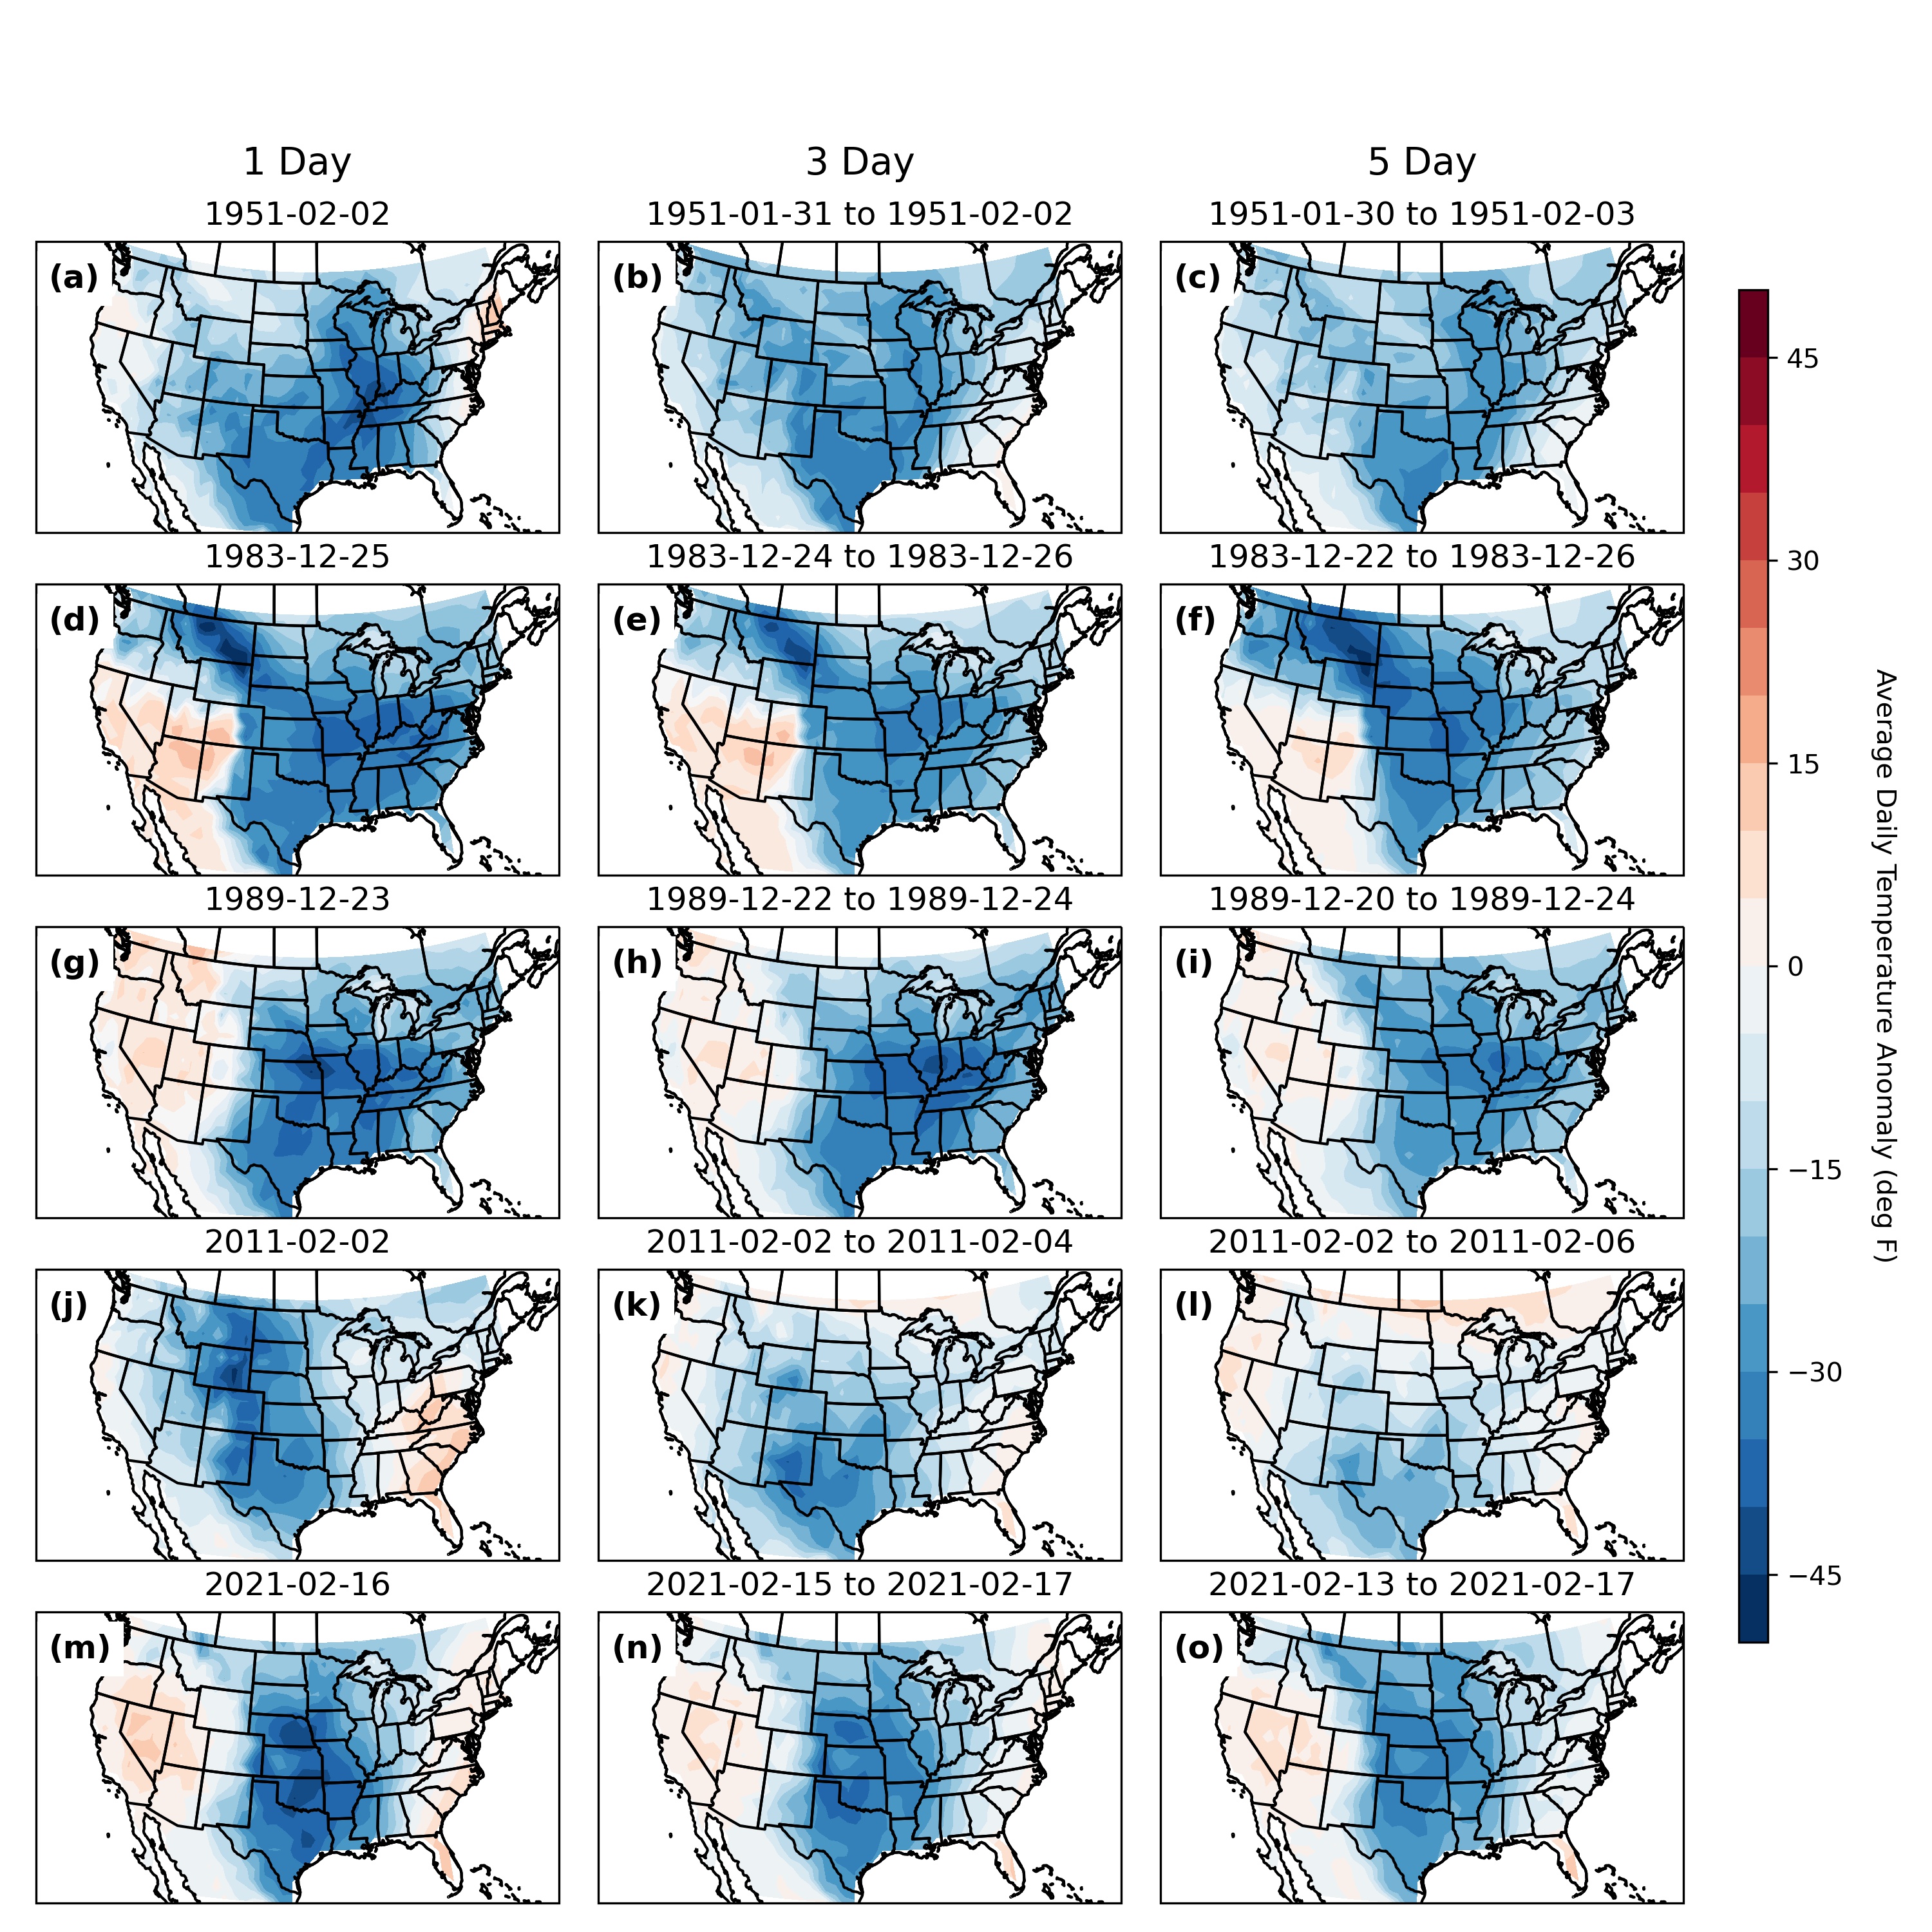 1 Day
3 Day
5 Day
1951-02-02
1951-01-31 to 1951-02-02
1951-01-30 to 1951-02-03
(a)
(b)
(c)
1983-12-25
1983-12-24 to 1983-12-26
1983-12-22 to 1983-12-26
(d)
(e)
(f)
1989-12-23
1989-12-22 to 1989-12-24
1989-12-20 to 1989-12-24
(g)
(h)
(i)
2011-02-02
2011-02-02 to 2011-02-04
2011-02-02 to 2011-02-06
(j)
(k)
(l)
2021-02-16
2021-02-15 to 2021-02-17
2021-02-13 to 2021-02-17
(m)
(n)
(o)
45
30
15
0
−15
−30
−45
Average Daily Temperature Anomaly (deg F)